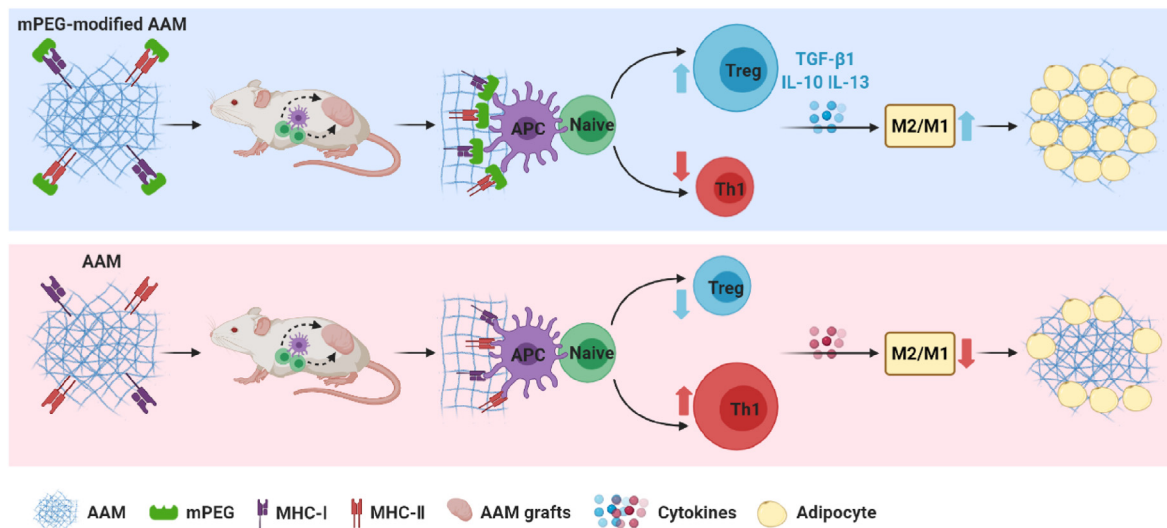 mPEG-modified AAM
APC
Naive
Treg
Th1
TGF-β1
IL-10 IL-13
M2/M1
AAM
APC
Naive
Treg
Th1
M2/M1
AAM
mPEG
MHC-I
MHC-II
AAM grafts
Cytokines
Adipocyte